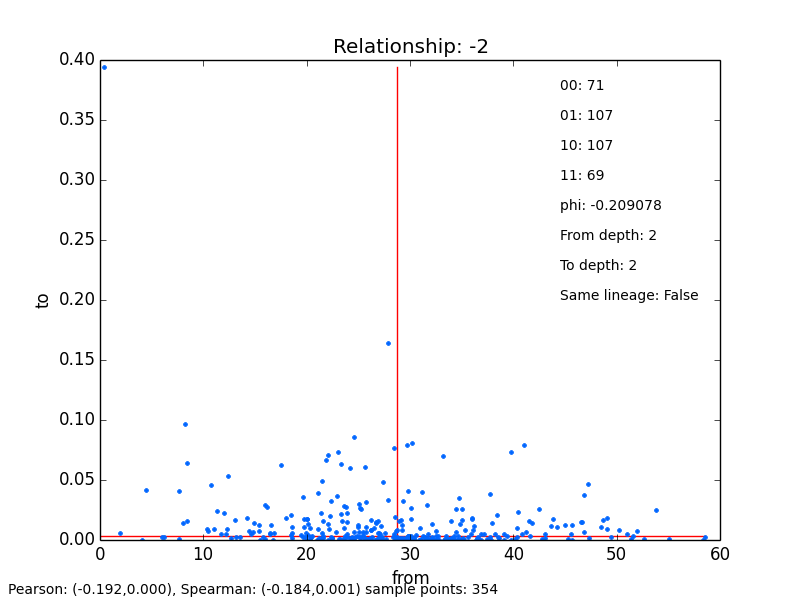 Relationship: -2
0.40
0.35
0.30
0.25
0.20
0.15
0.10
0.05
0.00
to
00: 71
01: 107
10: 107
11: 69
phi: -0.209078
From depth: 2
To depth: 2
Same lineage: False
0 10 20 30 40 50 60
from
Pearson: (-0.192,0.000), Spearman: (-0.184,0.001) sample points: 354